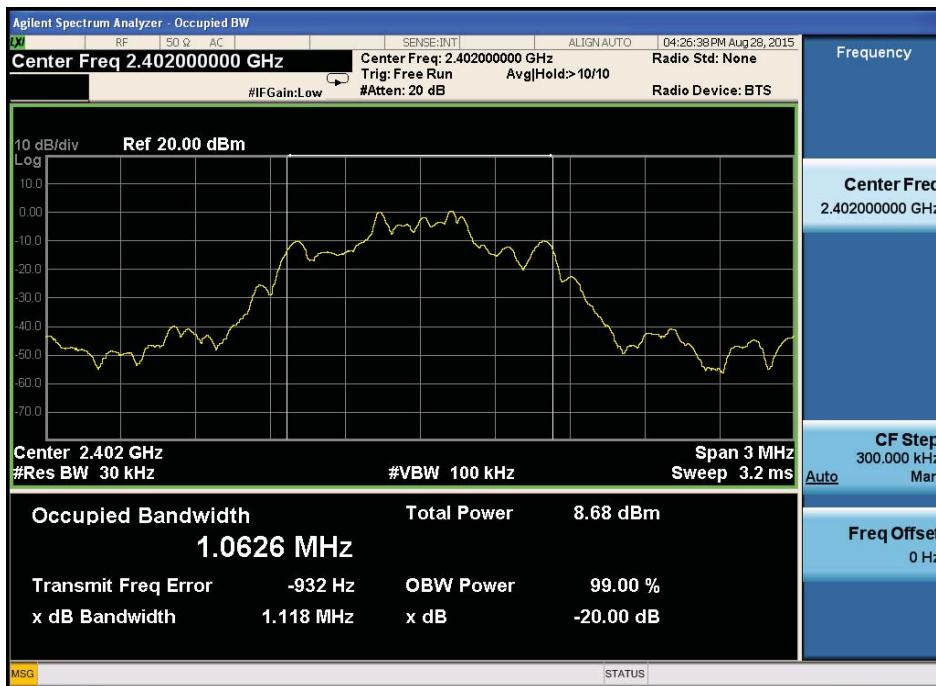 Agilent Spectrum Analyzer - Occupied BW
LXI RF 50 Ω AC SENSE:INT ALIGN AUTO 04:26:38 PM Aug 28, 2015
Center Freq 2.402000000 GHz
Center Freq: 2.402000000 GHz
Radio Std: None
Trig: Free Run Avg|Hold:>10/10
#IFGain:Low
#Atten: 20 dB
Radio Device: BTS
10 dB/div Ref 20.00 dBm
Log
10.0
0.00
-10.0
-20.0
-30.0
-40.0
-50.0
-60.0
-70.0
Center 2.402 GHz Span 3 MHz
#Res BW 30 kHz #VBW 100 kHz Sweep 3.2 ms
Occupied Bandwidth Total Power 8.68 dBm
1.0626 MHz
Transmit Freq Error -932 Hz OBW Power 99.00 %
x dB Bandwidth 1.118 MHz x dB -20.00 dB
MSG STATUS
Frequency
Center Freq
2.402000000 GHz
CF Step
300.000 kHz
Auto Man
Freq Offset
0 Hz